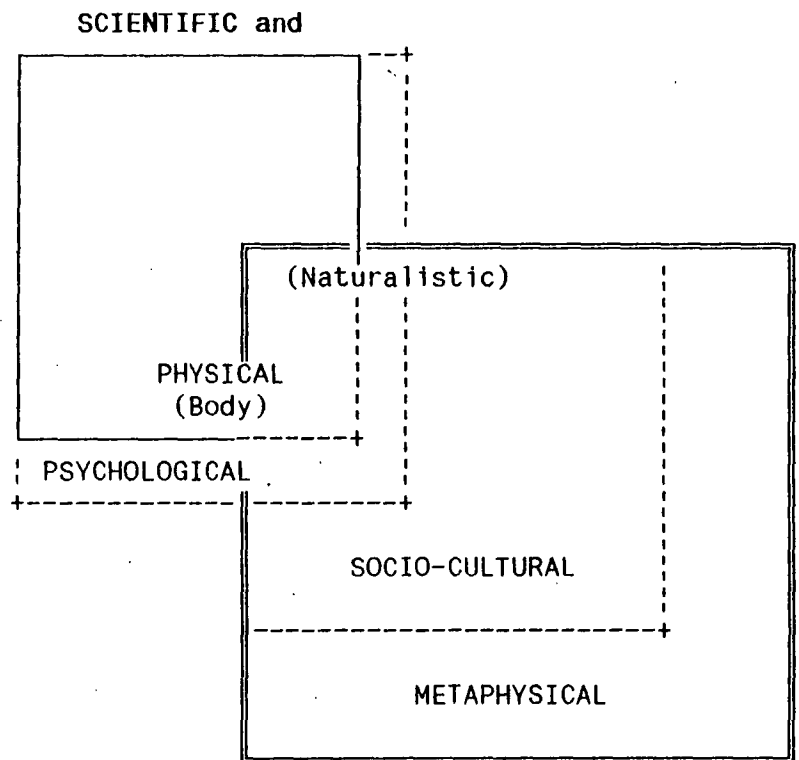 SCIENTIFIC and
(Naturalistic)
PHYSICAL
(Body)
PSYCHOLOGICAL
SOCIO-CULTURAL
METAPHYSICAL